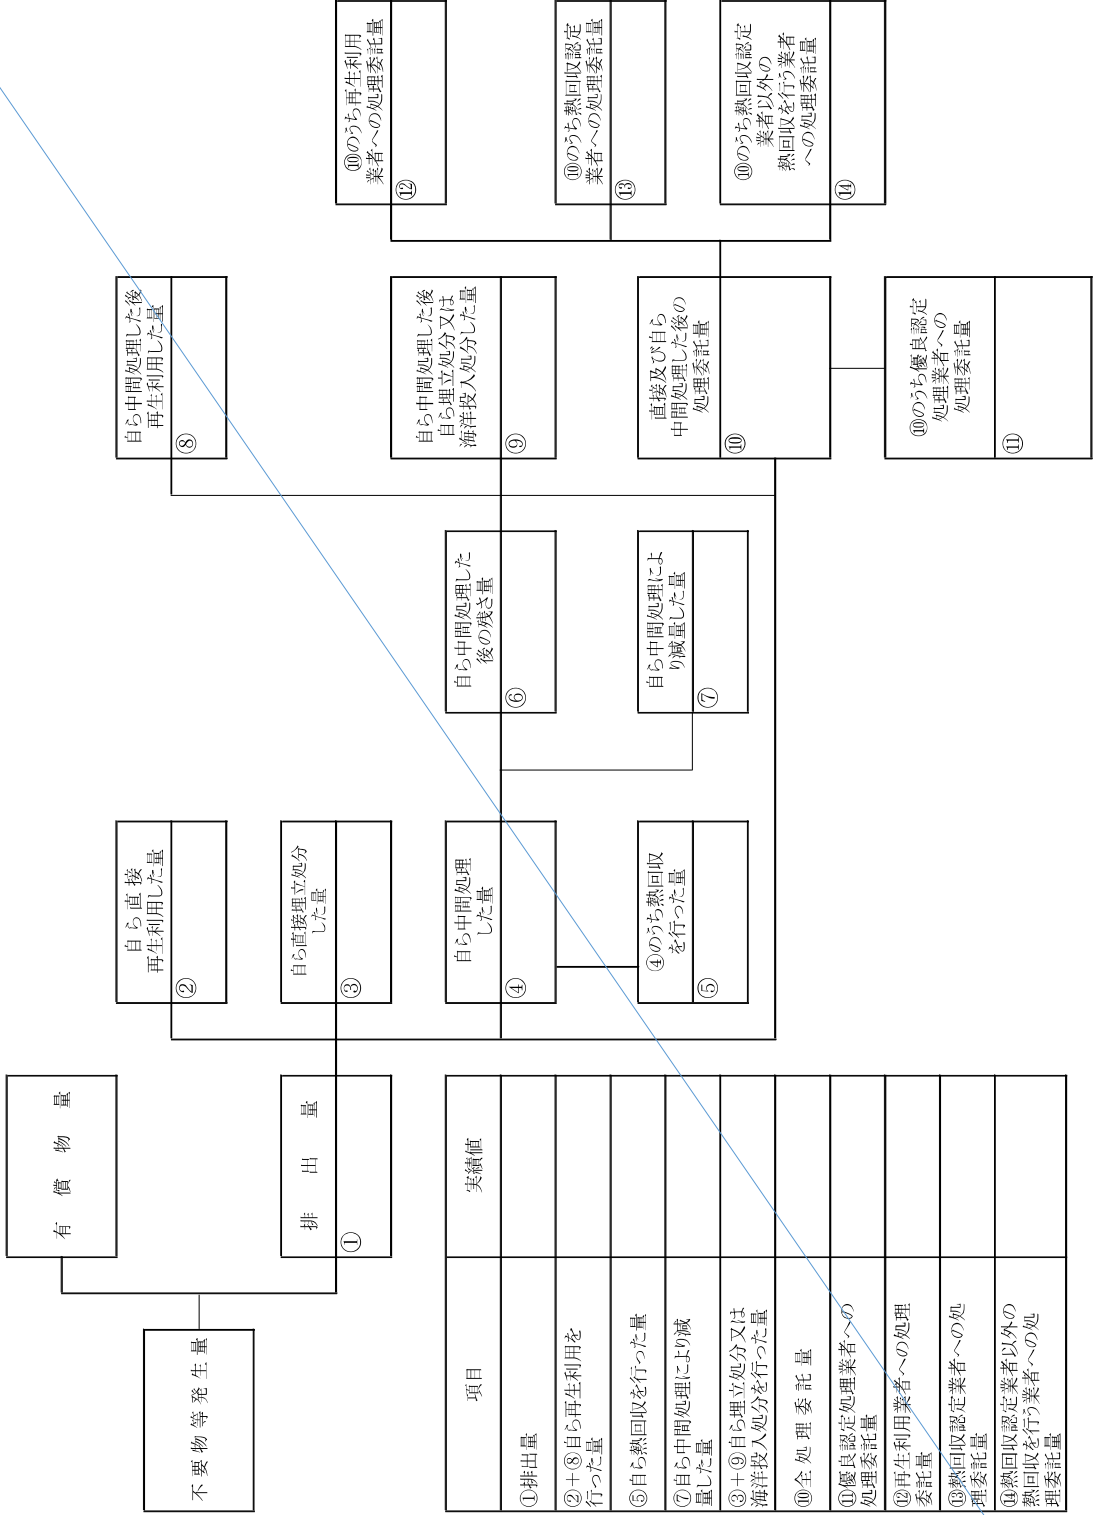 不要物等発生量
有償物量
排出量
①
自ら直接
再生利用した量
②
自ら直接埋立処分
した量
③
自ら中間処理
した量
④
④のうち熱回収
を行った量
⑤
自ら中間処理した
後の残さ量
⑥
自ら中間処理によ
り減量した量
⑦
自ら中間処理した後
再生利用した量
⑧
自ら中間処理した後
自ら埋立処分又は
海洋投入処分した量
⑨
直接及び自ら
中間処理した後の
処理委託量
⑩
⑩のうち優良認定
処理業者への
処理委託量
⑪
⑩のうち再生利用
業者への処理委託量
⑫
⑩のうち熱回収認定
業者への処理委託量
⑬
⑩のうち熱回収認定
業者以外の
熱回収を行う業者
への処理委託量
⑭
項目
実績値
①排出量
②+⑧自ら再生利用を
行った量
⑤自ら熱回収を行った量
⑦自ら中間処理により減
量した量
③+⑨自ら埋立処分又は
海洋投入処分を行った量
⑩全処理委託量
⑪優良認定処理業者への
処理委託量
⑫再生利用業者への処理
委託量
⑬熱回収認定業者への処
理委託量
⑭熱回収認定業者以外の
熱回収を行う業者への処
理委託量